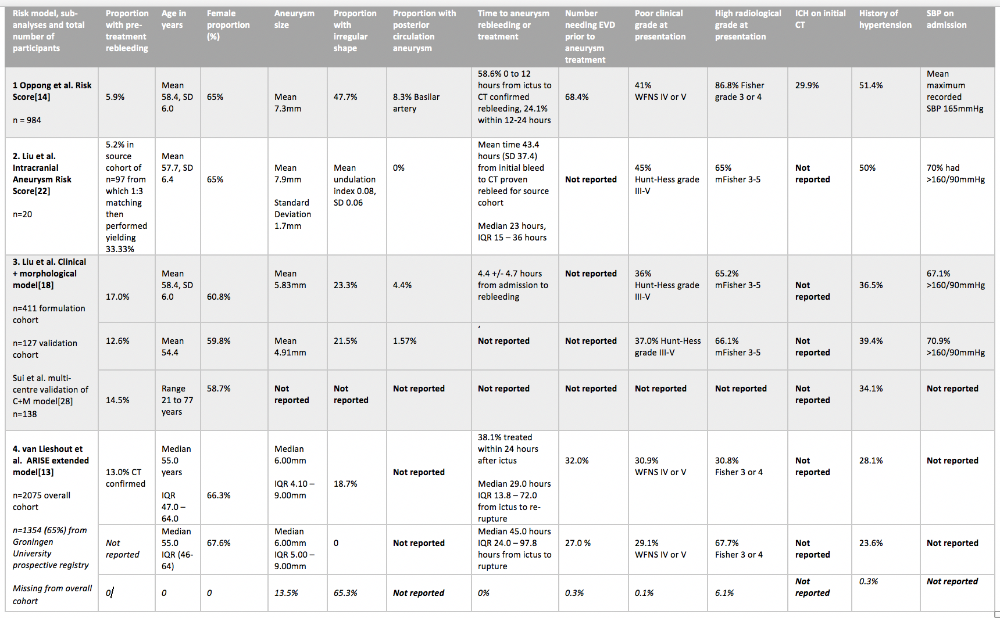 Risk model, sub-
analyses and total
number of
participants
Proportion
with pre-
treatment
rebleeding
Age in
years
Female
proportion
(%)
Aneurysm
size
Proportion
with
irregular
shape
Proportion with
posterior
circulation
aneurysm
Time to aneurysm
rebleeding or
treatment
Number
needing EVD
prior to
aneurysm
treatment
Poor clinical
grade at
presentation
High radiological
grade at
presentation
ICH on initial
CT
History of
hypertension
SBP on
admission
1 Oppong et al. Risk
Score[14]
n = 984
5.9%
Mean
58.4, SD
6.0
65%
Mean
7.3mm
47.7%
8.3% Basilar
artery
58.6% 0 to 12
hours from ictus to
CT confirmed
rebleeding, 24.1%
within 12-24 hours
68.4%
41%
WFNS IV or V
86.8% Fisher
grade 3 or 4
29.9%
51.4%
Mean
maximum
recorded
SBP 165mmHg
2. Liu et al.
Intracranial
Aneurysm Risk
Score[22]
n=20
5.2% in
source
cohort of
n=97 from
which 1:3
matching
then
performed
yielding
33.33%
Mean
57.7, SD
6.4
65%
Mean
7.9mm
Standard
Deviation
1.7mm
Mean
undulation
index 0.08,
SD 0.06
0%
Mean time 43.4
hours (SD 37.4)
from initial bleed
to CT proven
rebleed for source
cohort
Median 23 hours,
IQR 15 – 36 hours
Not reported
45%
Hunt-Hess grade
III-V
65%
mFisher 3-5
Not
reported
50%
70% had
>160/90mmHg
3. Liu et al. Clinical
+ morphological
model[18]
n=411 formulation
cohort
n=127 validation
cohort
Sui et al. multi-
centre validation of
C+M model[28]
n=138
17.0%
Mean
58.4, SD
6.0
60.8%
Mean
5.83mm
23.3%
4.4%
4.4 +/- 4.7 hours
from admission to
rebleeding
Not reported
36%
Hunt-Hess grade
III-V
65.2%
mFisher 3-5
Not
reported
36.5%
67.1%
>160/90mmHg
12.6%
Mean
54.4
59.8%
Mean
4.91mm
21.5%
1.57%
‘
Not reported
Not reported
37.0% Hunt-Hess
grade III-V
66.1%
mFisher 3-5
Not
reported
39.4%
70.9%
>160/90mmHg
14.5%
Range
21 to 77
years
58.7%
Not
reported
Not
reported
Not reported
Not reported
Not reported
Not reported
Not reported
Not
reported
34.1%
Not reported
4. van Lieshout et
al.  ARISE extended
model[13]
n=2075 overall
cohort
n=1354 (65%) from
Groningen
University
prospective registry
Missing from overall
cohort
13.0% CT
confirmed
Median
55.0
years
IQR
47.0 –
64.0
66.3%
Median
6.00mm
IQR 4.10 –
9.00mm
18.7%
Not reported
38.1% treated
within 24 hours
after ictus
Median 29.0 hours
IQR 13.8 – 72.0
from ictus to re-
rupture
32.0%
30.9%
WFNS IV or V
30.8%
Fisher 3 or 4
Not
reported
28.1%
Not reported
Not
reported
Median
55.0
IQR (46-
64)
67.6%
Median
6.00mm
IQR 5.00 –
9.00mm
0
Not reported
Median 45.0 hours
IQR 24.0 – 97.8
hours from ictus to
rupture
27.0 %
29.1%
WFNS IV or V
67.7%
Fisher 3 or 4
Not
reported
23.6%
Not reported
0
0
0
13.5%
65.3%
Not reported
0%
0.3%
0.1%
6.1%
Not
reported
0.3%
Not reported